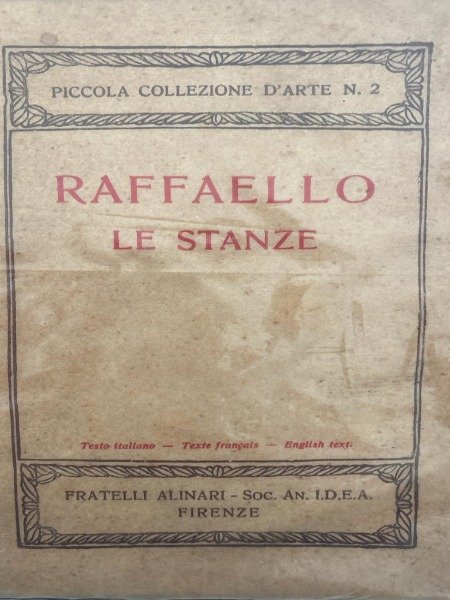 PICCOLA COLLEZIONE D'ARTE N. 2
RAFFAELLO
LE STANZE
Testo italiano — Texte français — English text.
FRATELLI ALINARI - SOC. AN. I.D.E.A.
FIRENZE